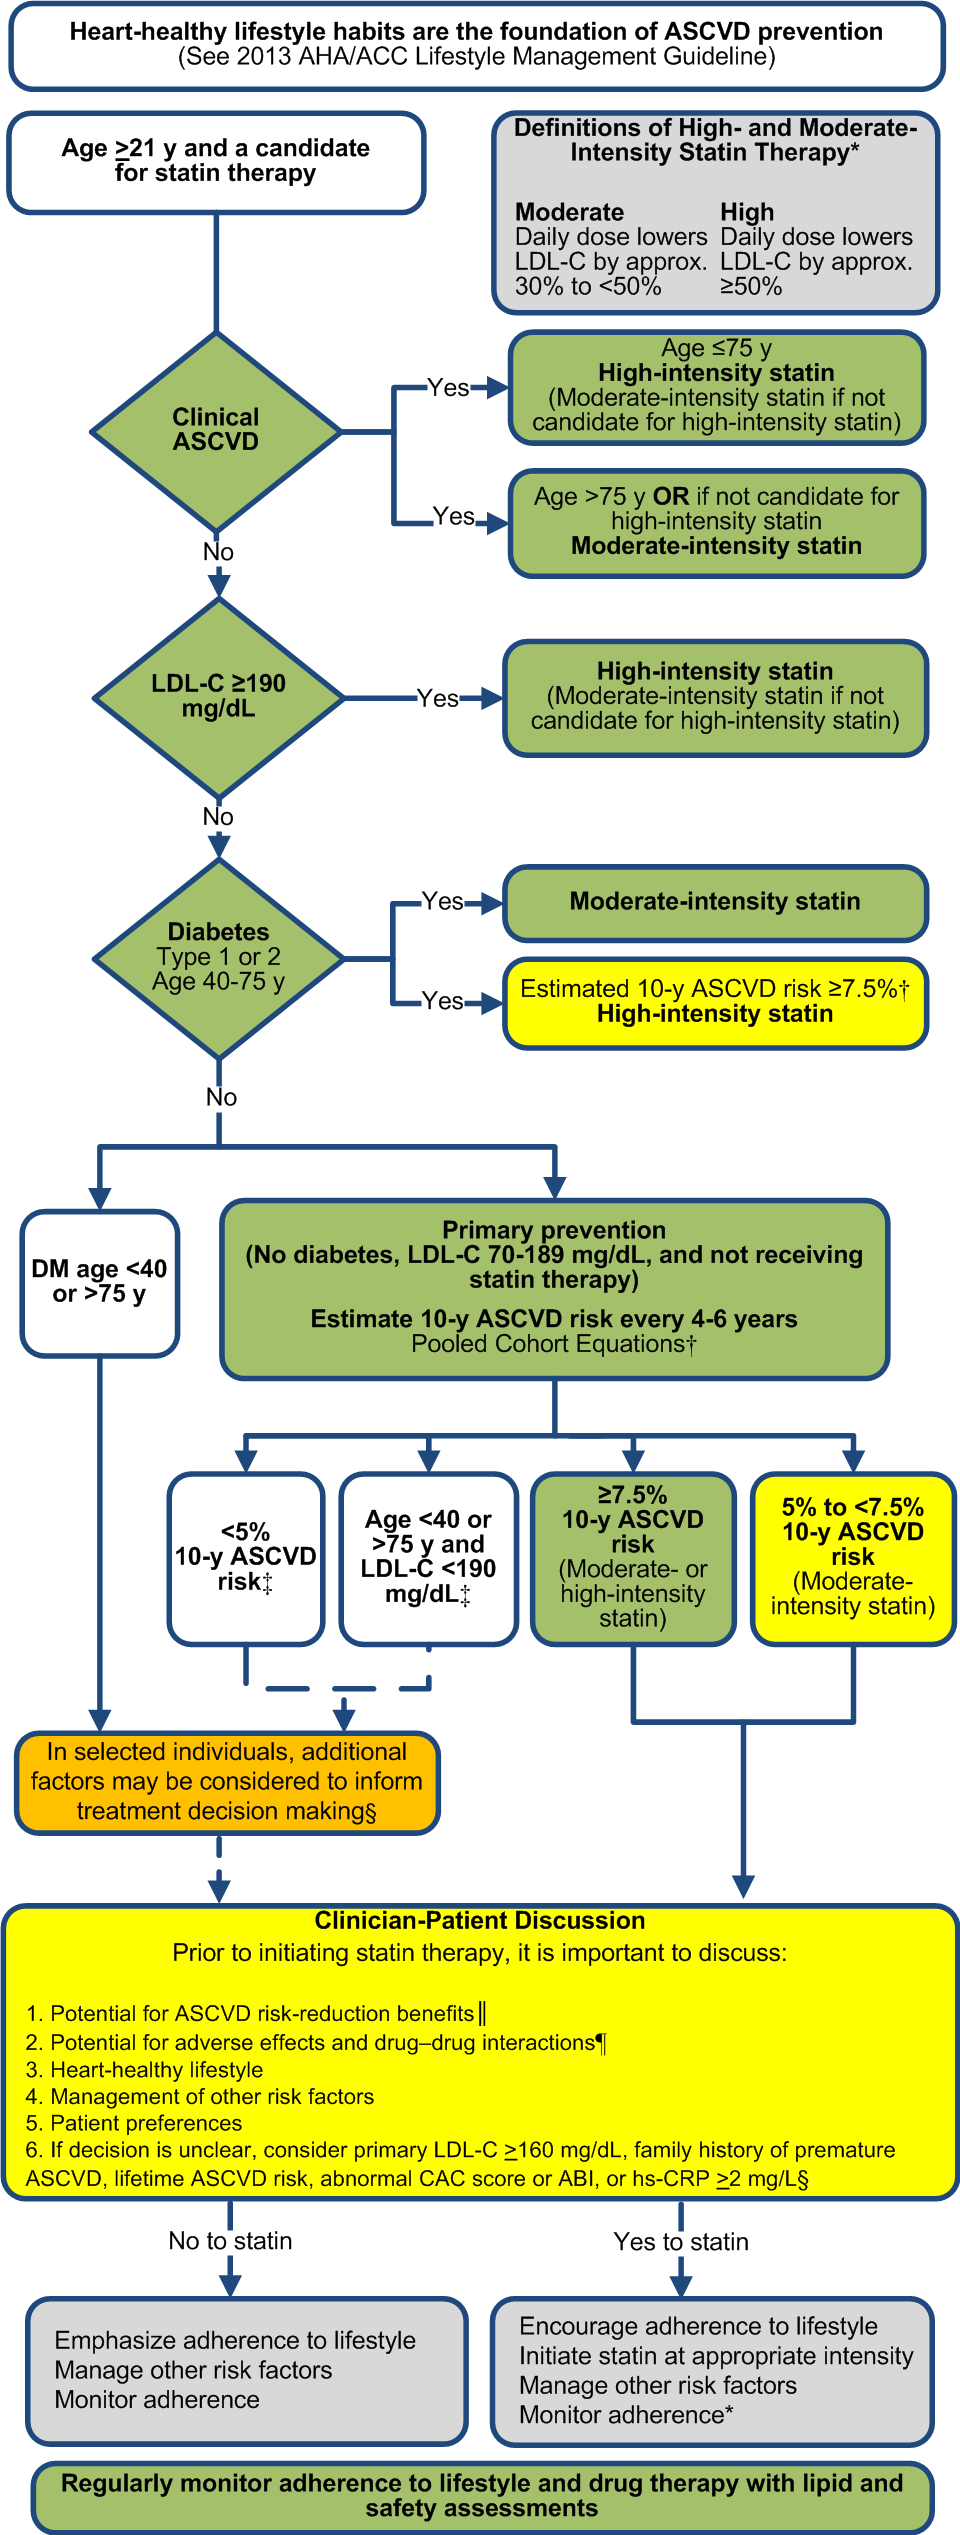 Heart-healthy lifestyle habits are the foundation of ASCVD prevention
(See 2013 AHA/ACC Lifestyle Management Guideline)
Age ≥21 y and a candidate
for statin therapy
Definitions of High- and Moderate-
Intensity Statin Therapy*
Moderate
Daily dose lowers
LDL-C by approx.
30% to <50%
High
Daily dose lowers
LDL-C by approx.
≥50%
Clinical
ASCVD
Yes
Age ≤75 y
High-intensity statin
(Moderate-intensity statin if not
candidate for high-intensity statin)
Yes
Age >75 y OR if not candidate for
high-intensity statin
Moderate-intensity statin
No
LDL-C ≥190
mg/dL
Yes
High-intensity statin
(Moderate-intensity statin if not
candidate for high-intensity statin)
No
Diabetes
Type 1 or 2
Age 40-75 y
Yes
Moderate-intensity statin
Yes
Estimated 10-y ASCVD risk ≥7.5%†
High-intensity statin
No
DM age <40
or >75 y
Primary prevention
(No diabetes, LDL-C 70-189 mg/dL, and not receiving
statin therapy)
Estimate 10-y ASCVD risk every 4-6 years
Pooled Cohort Equations†
<5%
10-y ASCVD
risk‡
Age <40 or
>75 y and
LDL-C <190
mg/dL‡
≥7.5%
10-y ASCVD
risk
(Moderate- or
high-intensity
statin)
5% to <7.5%
10-y ASCVD
risk
(Moderate-
intensity statin)
In selected individuals, additional
factors may be considered to inform
treatment decision making§
Clinician-Patient Discussion
Prior to initiating statin therapy, it is important to discuss:
1. Potential for ASCVD risk-reduction benefits‖
2. Potential for adverse effects and drug–drug interactions¶
3. Heart-healthy lifestyle
4. Management of other risk factors
5. Patient preferences
6. If decision is unclear, consider primary LDL-C ≥160 mg/dL, family history of premature
ASCVD, lifetime ASCVD risk, abnormal CAC score or ABI, or hs-CRP ≥2 mg/L§
No to statin
Yes to statin
Emphasize adherence to lifestyle
Manage other risk factors
Monitor adherence
Encourage adherence to lifestyle
Initiate statin at appropriate intensity
Manage other risk factors
Monitor adherence*
Regularly monitor adherence to lifestyle and drug therapy with lipid and
safety assessments